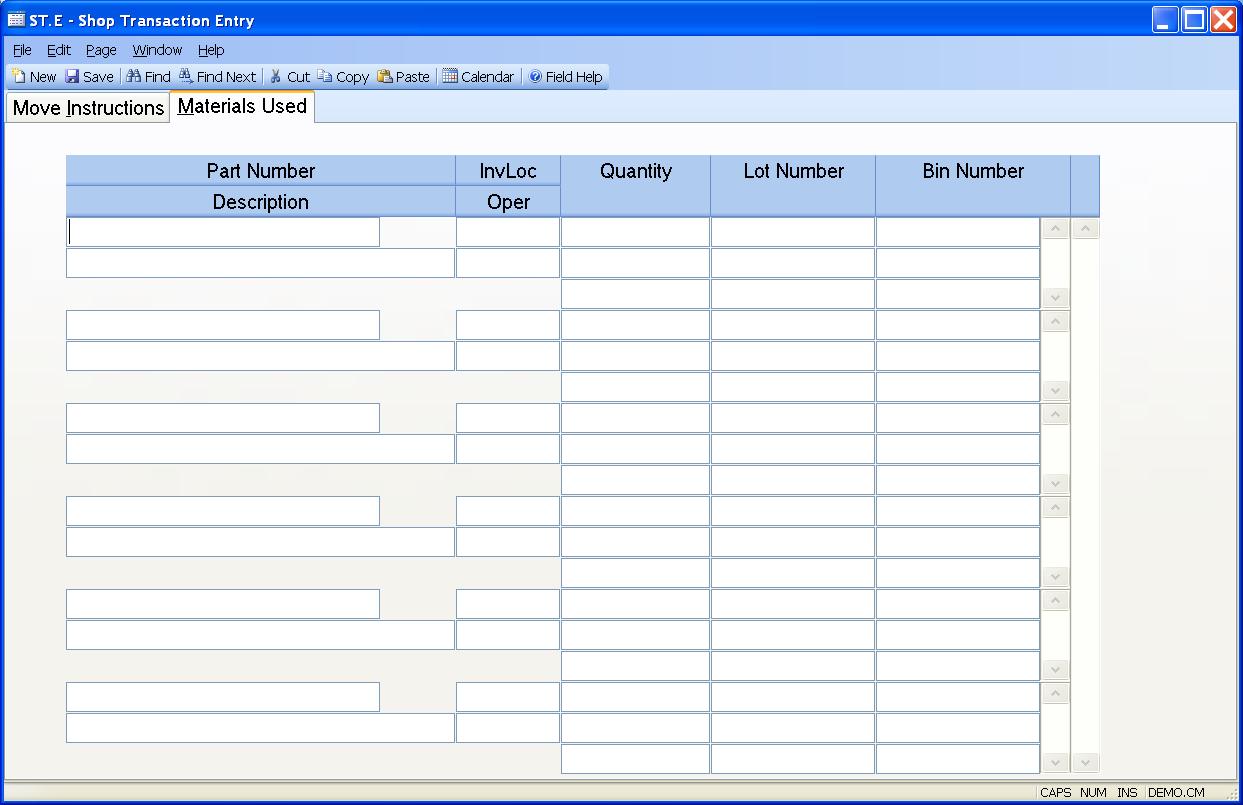 ST.E - Shop Transaction Entry
File Edit Page Window Help
New Save Find Find Next Cut Copy Paste Calendar Field Help
Move Instructions Materials Used
Part Number InvLoc Quantity Lot Number Bin Number
Description Oper
CAPS NUM INS DEMO.CM